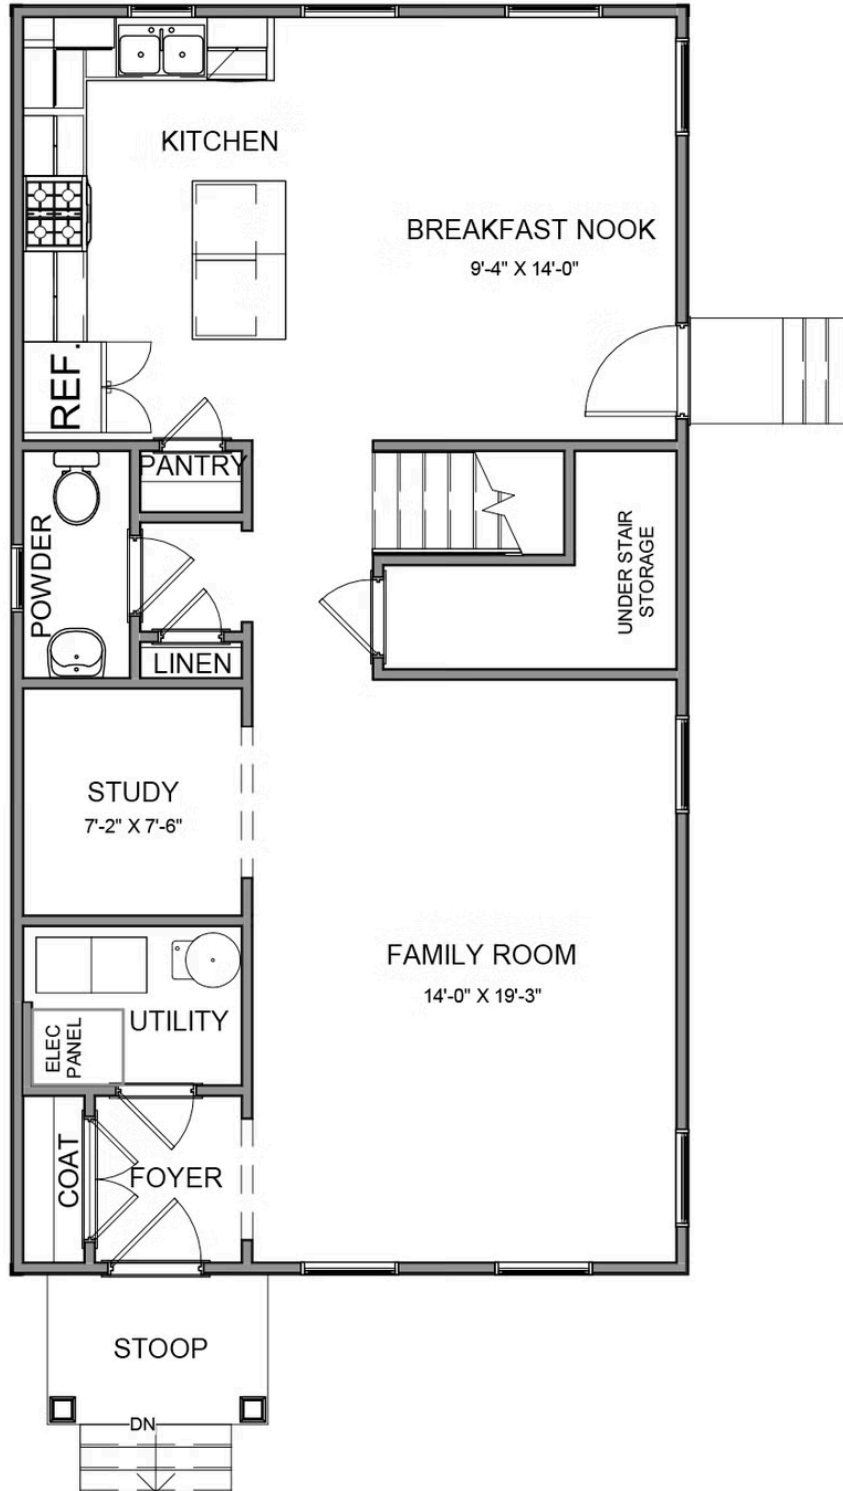 KITCHEN
BREAKFAST NOOK
9'-4" X 14'-0"
REF.
PANTRY
POWDER
UNDER STAIR
STORAGE
LINEN
STUDY
7'-2" X 7'-6"
FAMILY ROOM
14'-0" X 19'-3"
UTILITY
ELEC
PANEL
COAT
FOYER
STOOP
DN